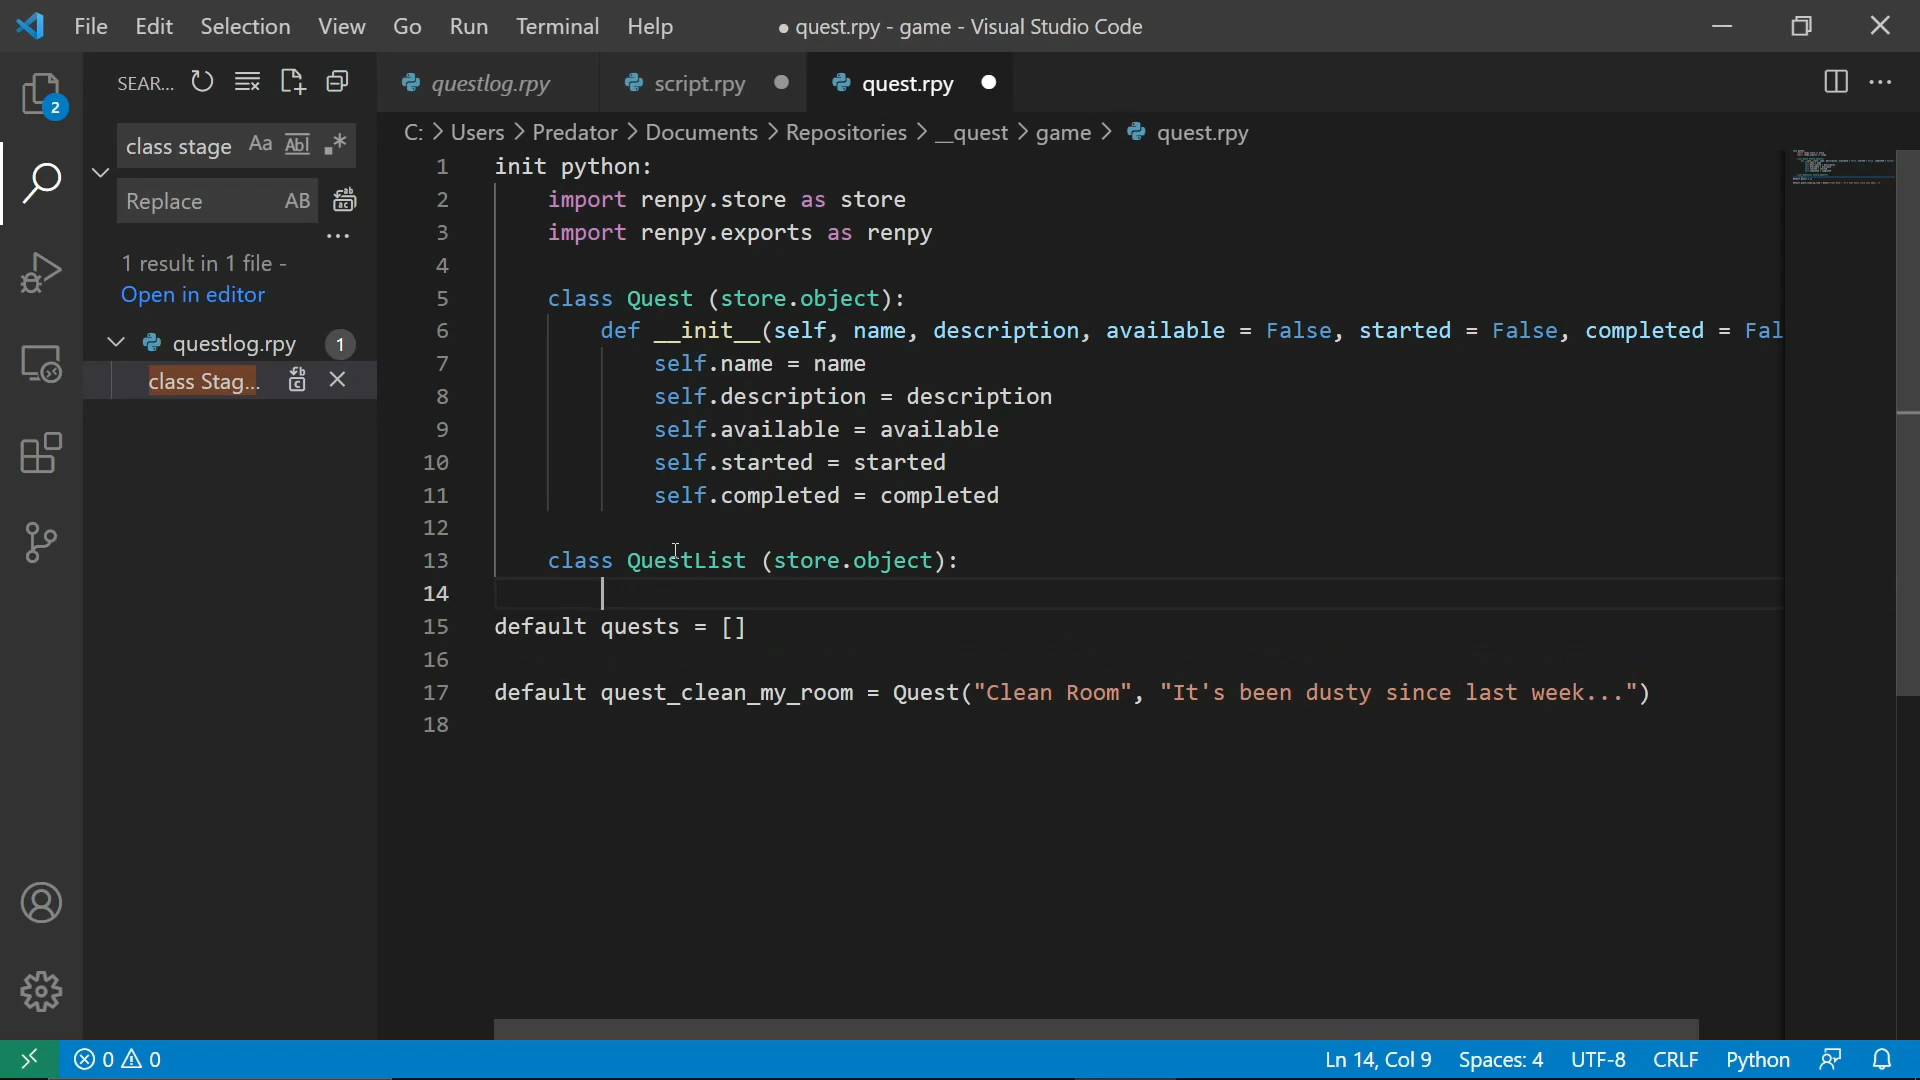 File Edit Selection View Go Run Terminal Help
● quest.rpy - game - Visual Studio Code
2
SEAR...
class stage Aa Abl .*
Replace AB
...
1 result in 1 file -
Open in editor
questlog.rpy 1
class Stag...
questlog.rpy script.rpy quest.rpy
C: > Users > Predator > Documents > Repositories > __quest > game > quest.rpy
1 init python:
2 import renpy.store as store
3 import renpy.exports as renpy
4
5 class Quest (store.object):
6 def __init__(self, name, description, available = False, started = False, completed = Fal
7 self.name = name
8 self.description = description
9 self.available = available
10 self.started = started
11 self.completed = completed
12
13 class QuestList (store.object):
14
15 default quests = []
16
17 default quest_clean_my_room = Quest("Clean Room", "It's been dusty since last week...")
18
0 0 Ln 14, Col 9 Spaces: 4 UTF-8 CRLF Python